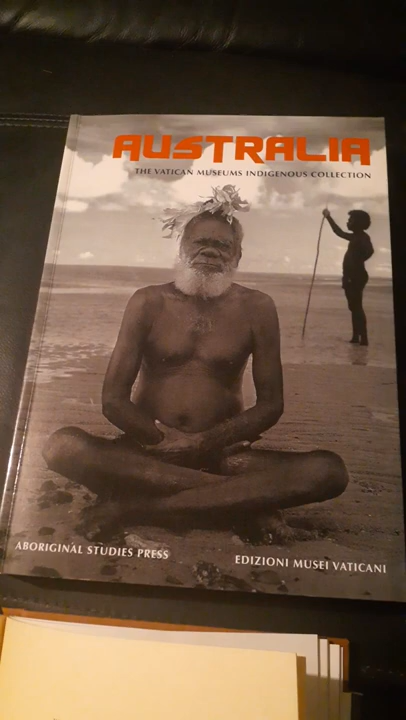 AUSTRALIA
THE VATICAN MUSEUMS INDIGENOUS COLLECTION
ABORIGINAL STUDIES PRESS
EDIZIONI MUSEI VATICANI